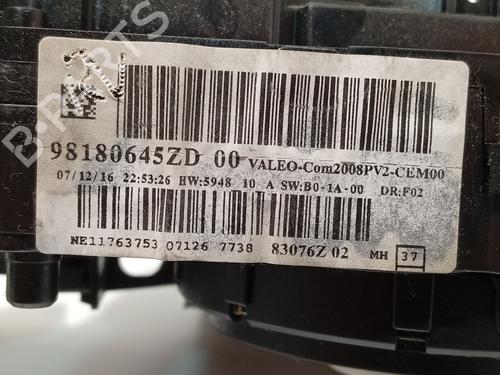 98180645ZD 00 VALEO-Com2008PV2-CEM00
07/12/16 22:53:26 HW:5948 10 A SW:B0-1A-00 DR:F02
NE11763753 07126 7738 83076Z 02 MH 37
B-PARTS